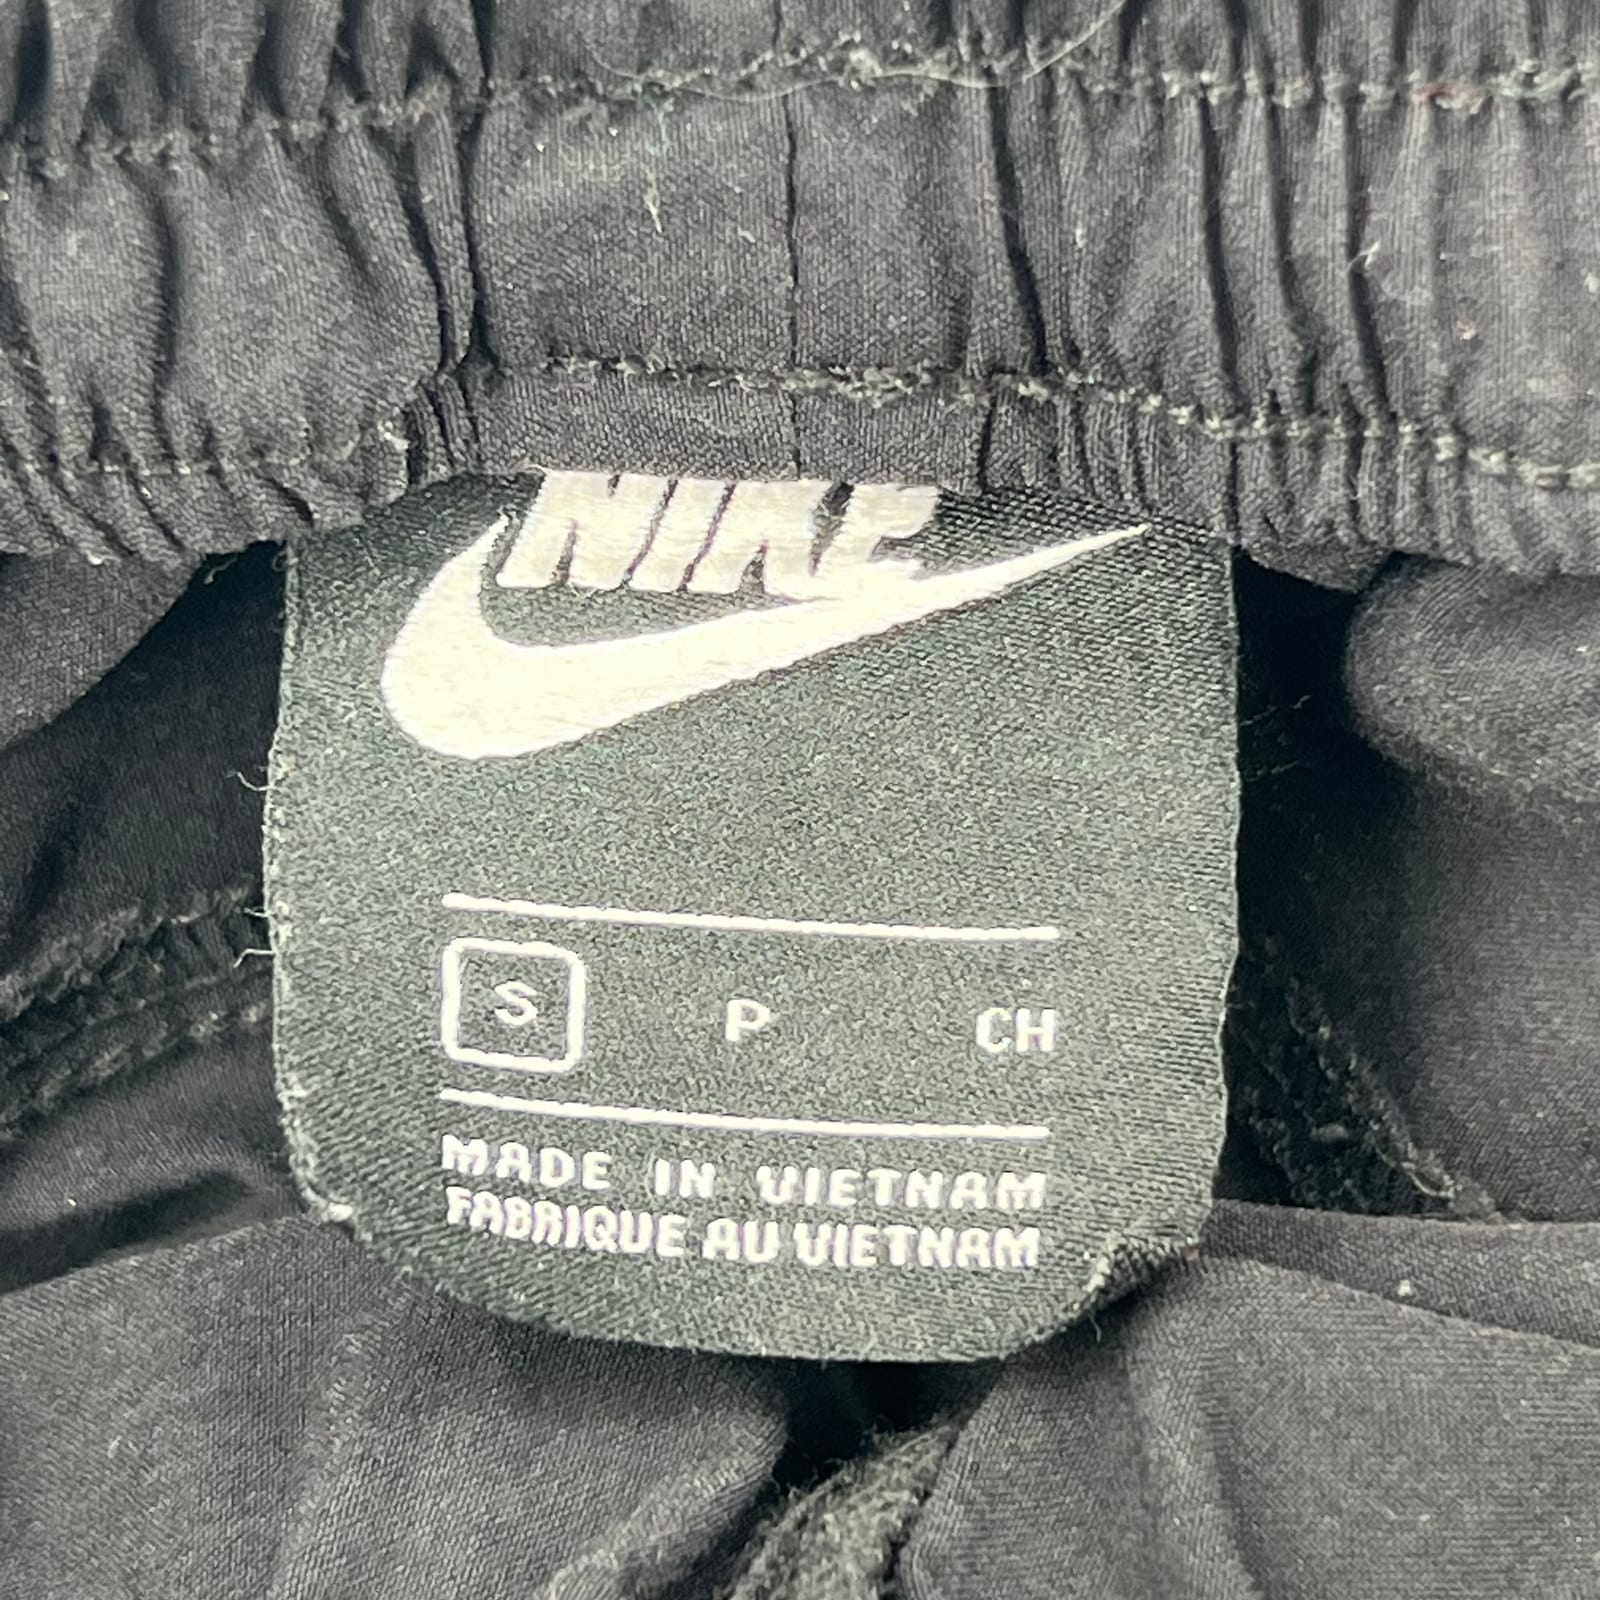 NIKE
S P CH
MADE IN VIETNAM
FABRIQUE AU VIETNAM